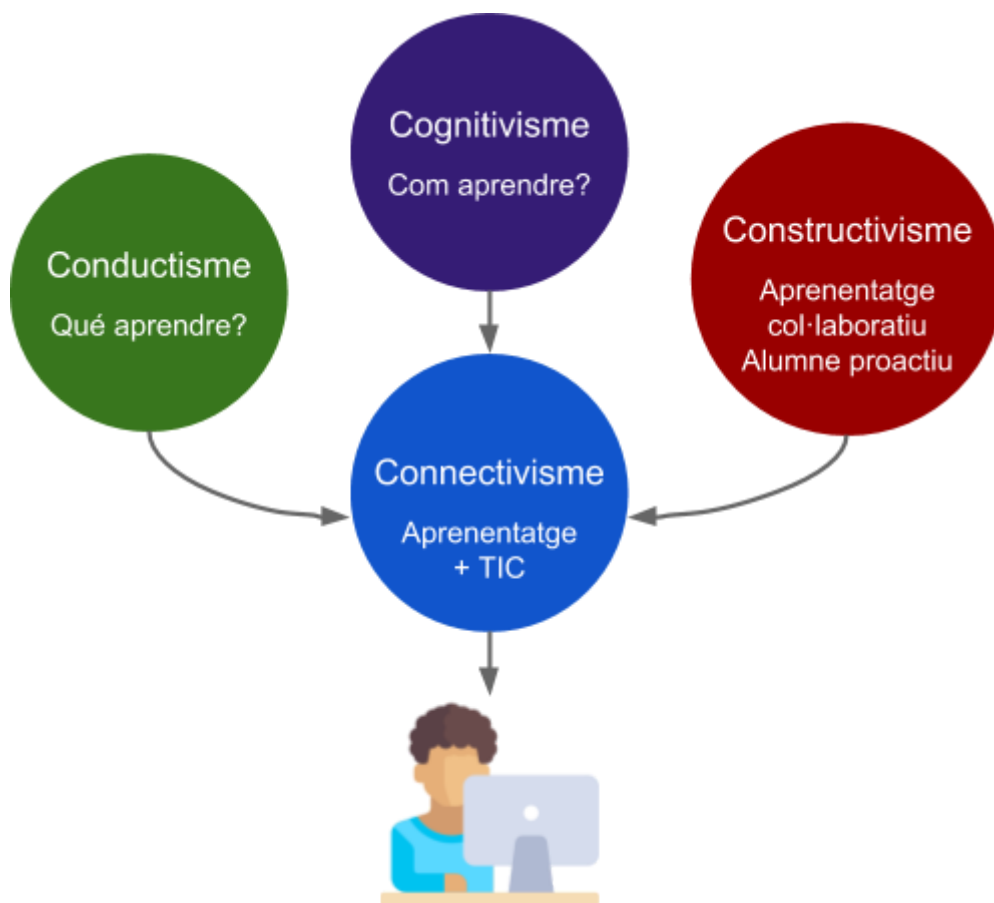 Cognitivisme
Com aprendre?
Conductisme
Qué aprendre?
Constructivisme
Aprenentatge
col·laboratiu
Alumne proactiu
Connectivisme
Aprenentatge
+ TIC